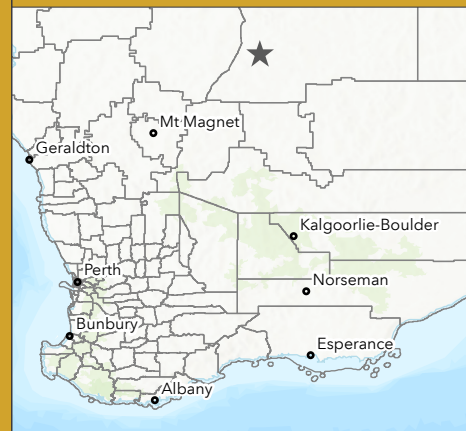 Mt Magnet
Geraldton
Kalgoorlie-Boulder
Perth
Norseman
Bunbury
Esperance
Albany